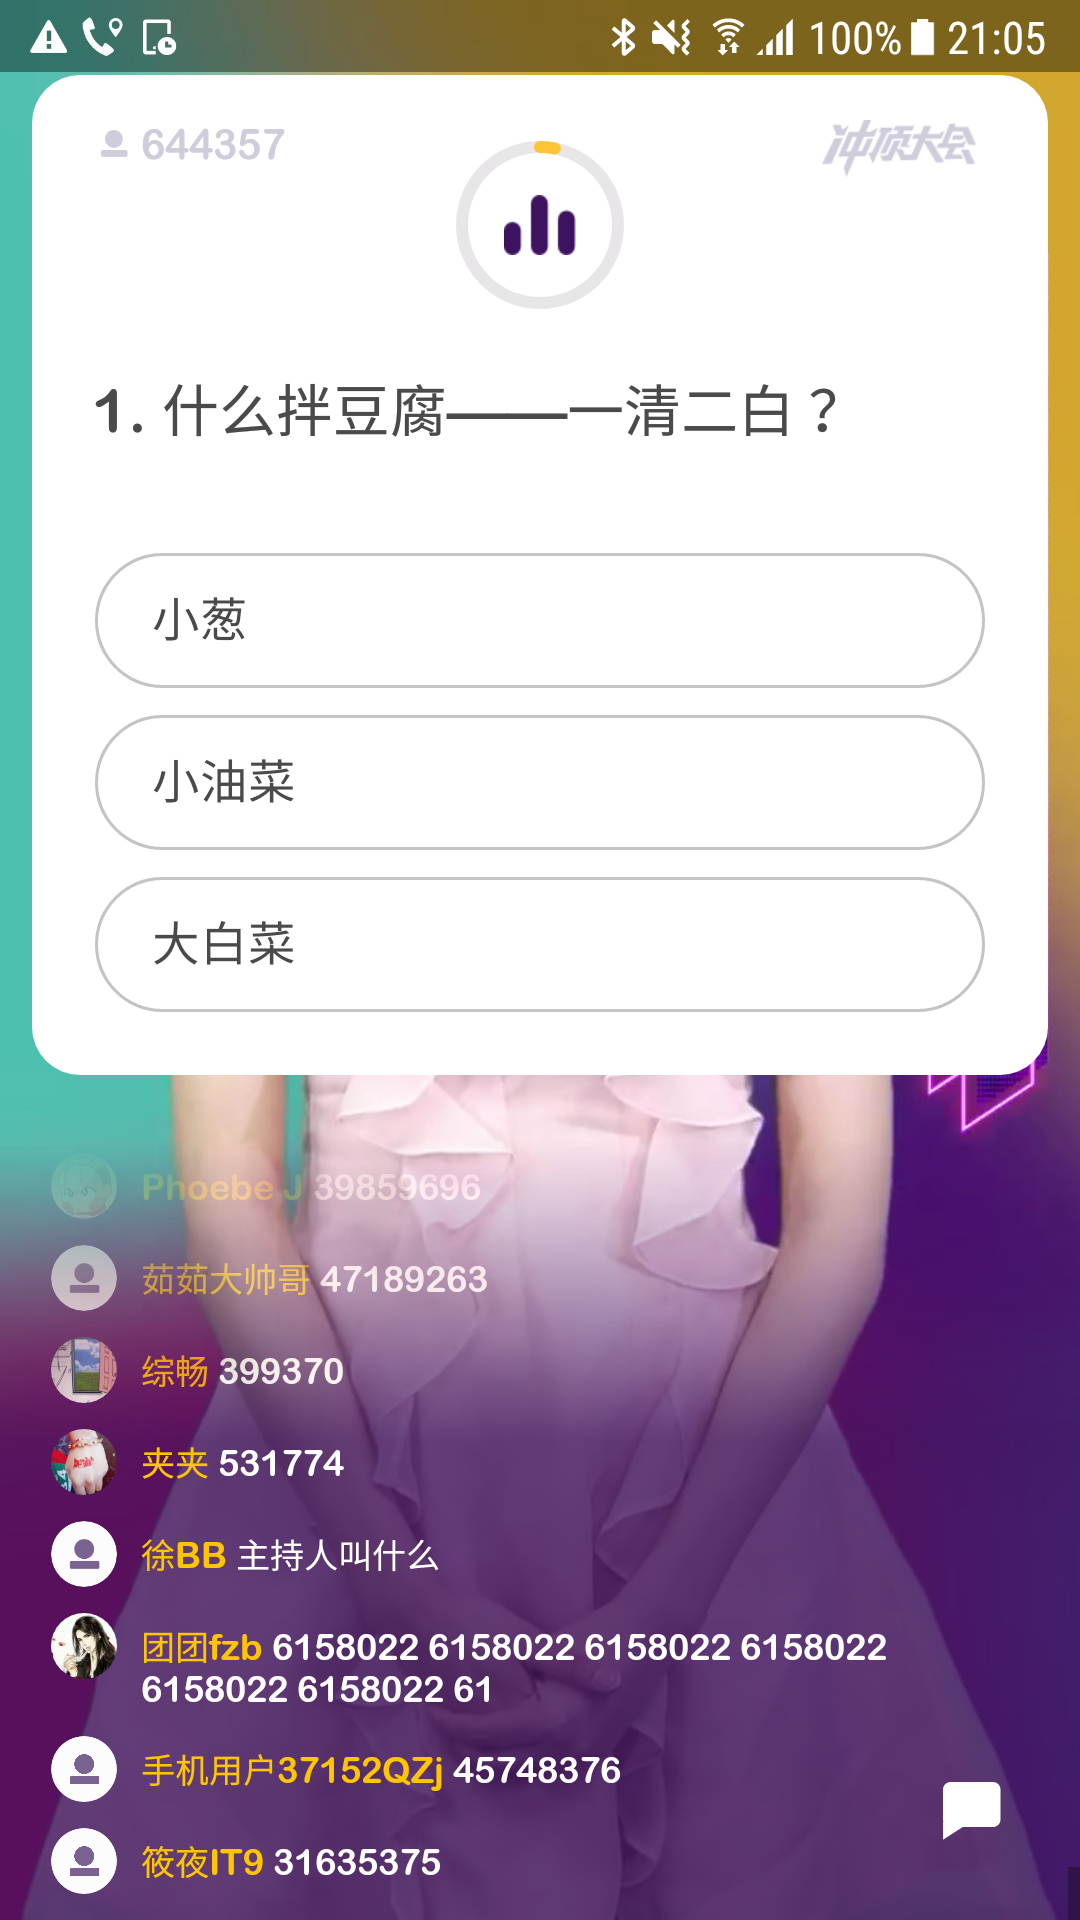 100% 21:05
644357
冲顶大会
1. 什么拌豆腐——一清二白？
小葱
小油菜
大白菜
Phoebe J 39859696
茹茹大帅哥 47189263
综畅 399370
夹夹 531774
徐BB 主持人叫什么
团团fzb 6158022 6158022 6158022 6158022
6158022 6158022 61
手机用户37152QZj 45748376
筱夜IT9 31635375